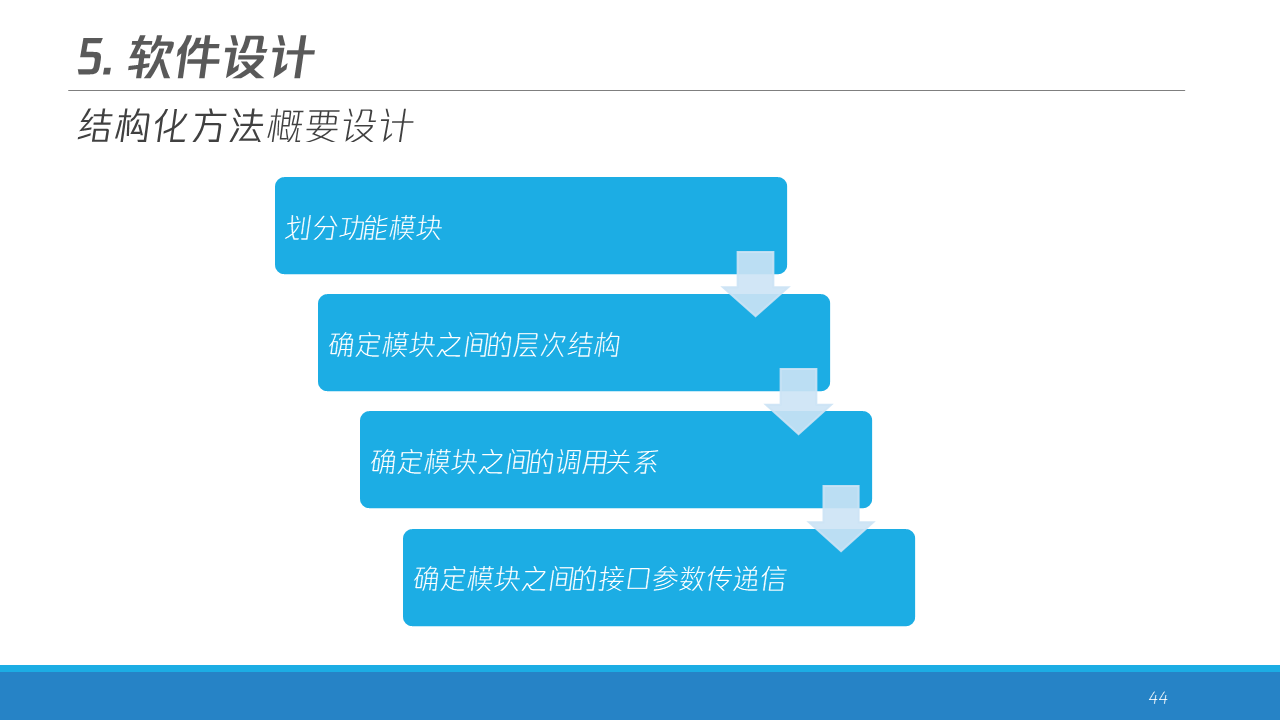 5. 软件设计
结构化方法概要设计
划分功能模块
确定模块之间的层次结构
确定模块之间的调用关系
确定模块之间的接口参数传递信
44